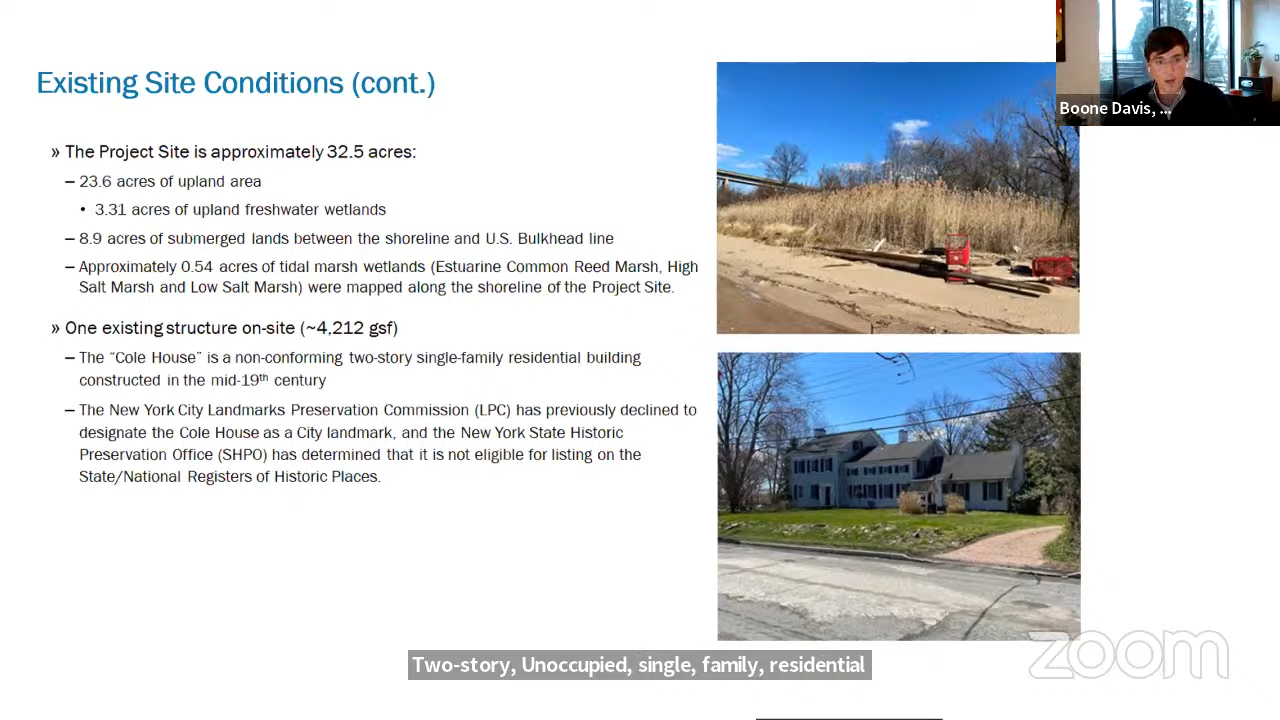 Existing Site Conditions (cont.)
» The Project Site is approximately 32.5 acres:
– 23.6 acres of upland area
• 3.31 acres of upland freshwater wetlands
– 8.9 acres of submerged lands between the shoreline and U.S. Bulkhead line
– Approximately 0.54 acres of tidal marsh wetlands (Estuarine Common Reed Marsh, High
Salt Marsh and Low Salt Marsh) were mapped along the shoreline of the Project Site.
» One existing structure on-site (~4,212 gsf)
– The “Cole House” is a non-conforming two-story single-family residential building
constructed in the mid-19th century
– The New York City Landmarks Preservation Commission (LPC) has previously declined to
designate the Cole House as a City landmark, and the New York State Historic
Preservation Office (SHPO) has determined that it is not eligible for listing on the
State/National Registers of Historic Places.
Boone Davis, ...
Two-story, Unoccupied, single, family, residential
zoom